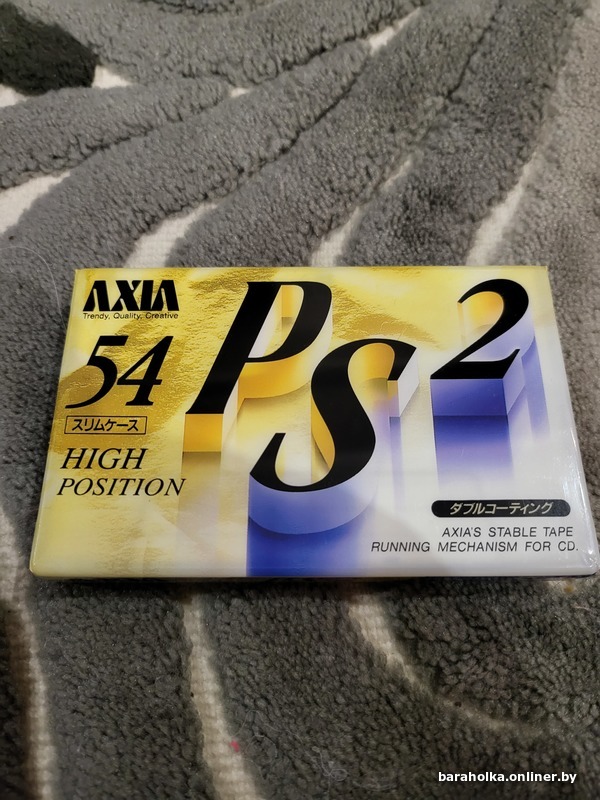 AXIA
Trendy, Quality, Creative
54
スリムケース
HIGH
POSITION
PS2
ダブルコーティング
AXIA'S STABLE TAPE
RUNNING MECHANISM FOR CD.
baraholka.onliner.by